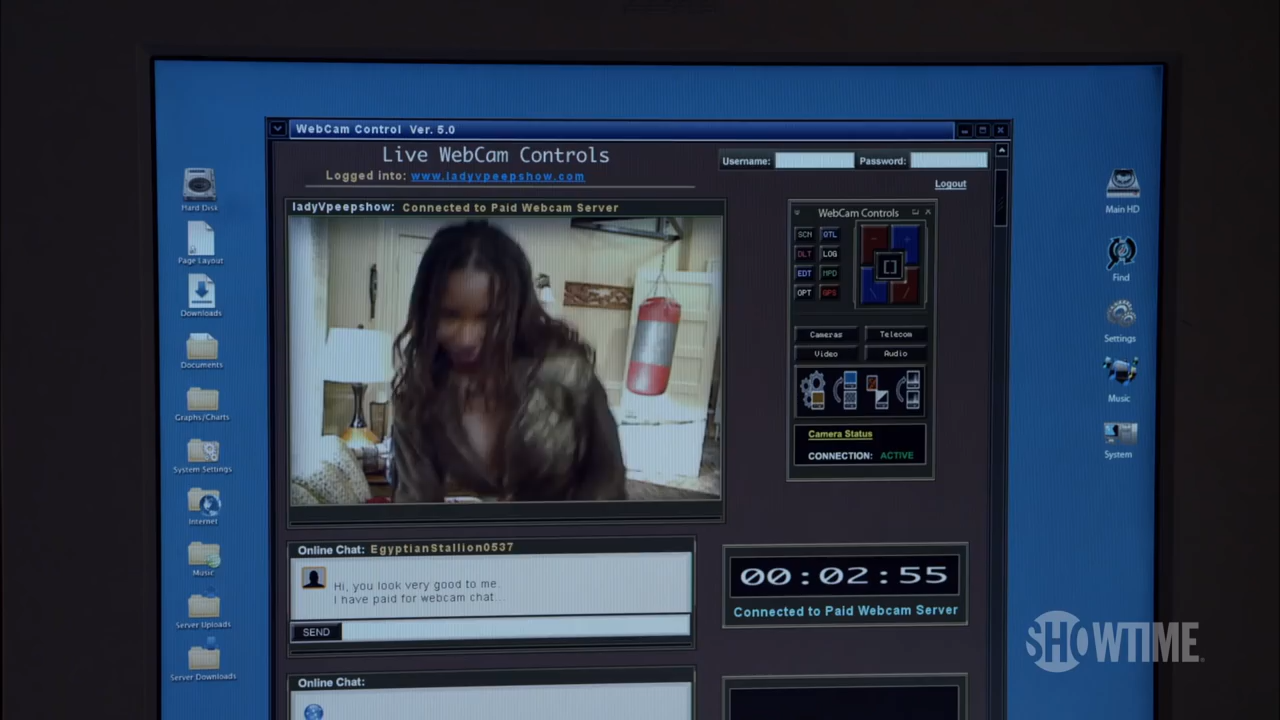 WebCam Control Ver. 5.0
Live WebCam Controls
Logged into: www.ladyvpeepshow.com
Username:
Password:
Logout
ladyVpeepshow: Connected to Paid Webcam Server
WebCam Controls
SCN GTL
DLT LOG
EDT MPD
OPT GPS
Cameras Telecom
Video Audio
Camera Status
CONNECTION: ACTIVE
Online Chat: EgyptianStallion0537
Hi, you look very good to me.
I have paid for webcam chat...
SEND
00:02:55
Connected to Paid Webcam Server
Online Chat:
Hard Disk
Page Layout
Downloads
Documents
Graphs/Charts
System Settings
Internet
Music
Server Uploads
Server Downloads
Main HD
Find
Settings
Music
System
SHOWTIME